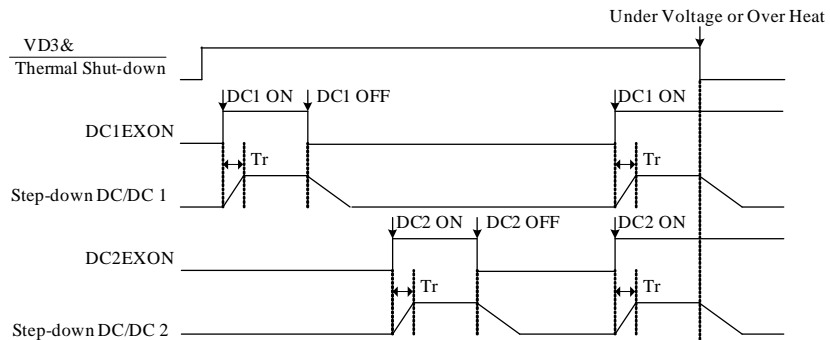 Under Voltage or Over Heat
VD3&
Thermal Shut-down
DC1 ON
DC1 OFF
DC1 ON
DC1EXON
Tr
Tr
Step-down DC/DC 1
DC2 ON
DC2 OFF
DC2 ON
DC2EXON
Tr
Tr
Step-down DC/DC 2